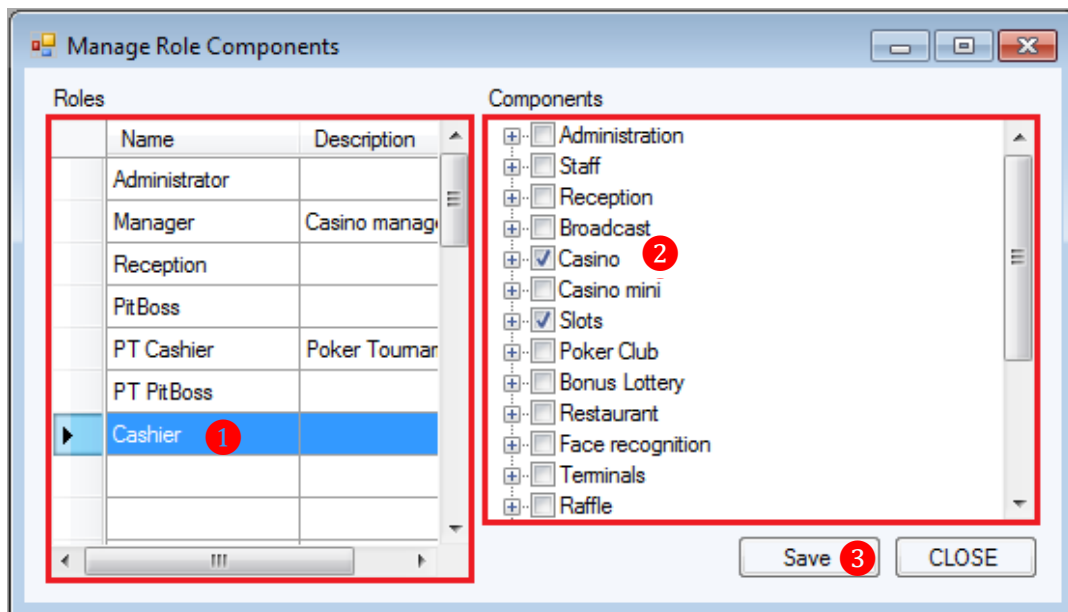 Manage Role Components
Roles
Name Description
Administrator
Manager Casino manag
Reception
PitBoss
PT Cashier Poker Tournar
PT PitBoss
Cashier 1
Components
Administration
Staff
Reception
Broadcast
Casino 2
Casino mini
Slots
Poker Club
Bonus Lottery
Restaurant
Face recognition
Terminals
Raffle
Save 3 CLOSE